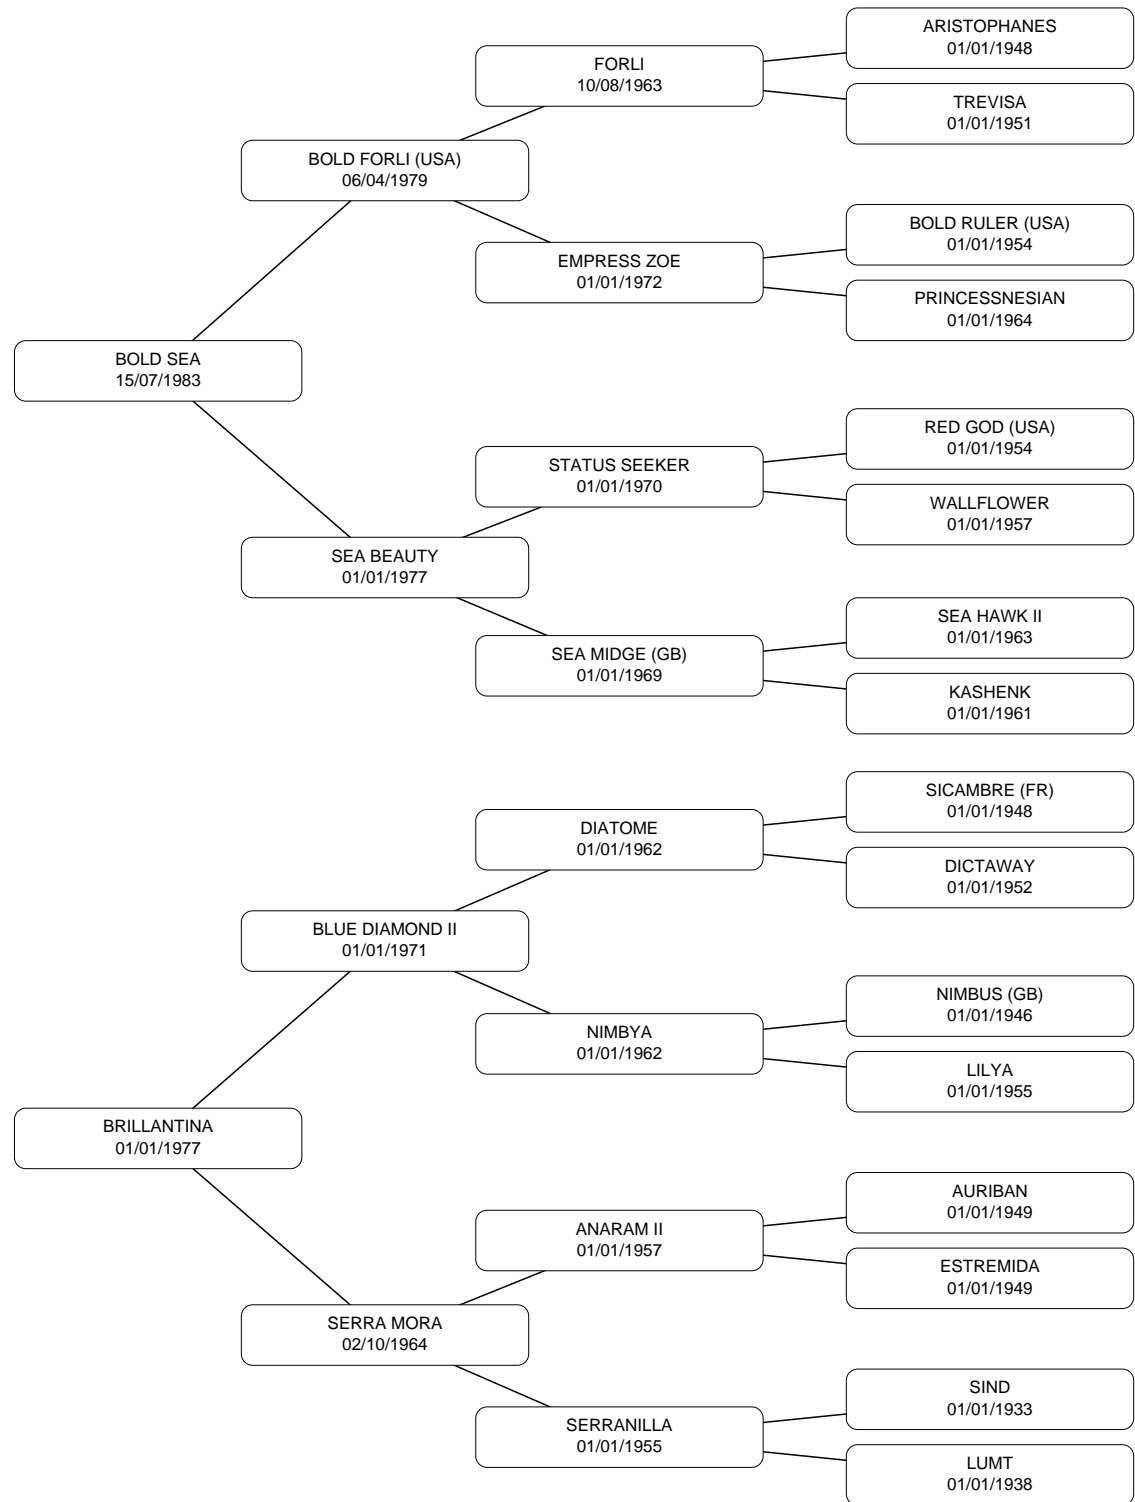 ARISTOPHANES
01/01/1948
FORLI
10/08/1963
TREVISA
01/01/1951
BOLD FORLI (USA)
06/04/1979
BOLD RULER (USA)
01/01/1954
EMPRESS ZOE
01/01/1972
PRINCESSNESIAN
01/01/1964
BOLD SEA
15/07/1983
RED GOD (USA)
01/01/1954
STATUS SEEKER
01/01/1970
WALLFLOWER
01/01/1957
SEA BEAUTY
01/01/1977
SEA HAWK II
01/01/1963
SEA MIDGE (GB)
01/01/1969
KASHENK
01/01/1961
SICAMBRE (FR)
01/01/1948
DIATOME
01/01/1962
DICTAWAY
01/01/1952
BLUE DIAMOND II
01/01/1971
NIMBUS (GB)
01/01/1946
NIMBYA
01/01/1962
LILYA
01/01/1955
BRILLANTINA
01/01/1977
AURIBAN
01/01/1949
ANARAM II
01/01/1957
ESTREMIDA
01/01/1949
SERRA MORA
02/10/1964
SIND
01/01/1933
SERRANILLA
01/01/1955
LUMT
01/01/1938